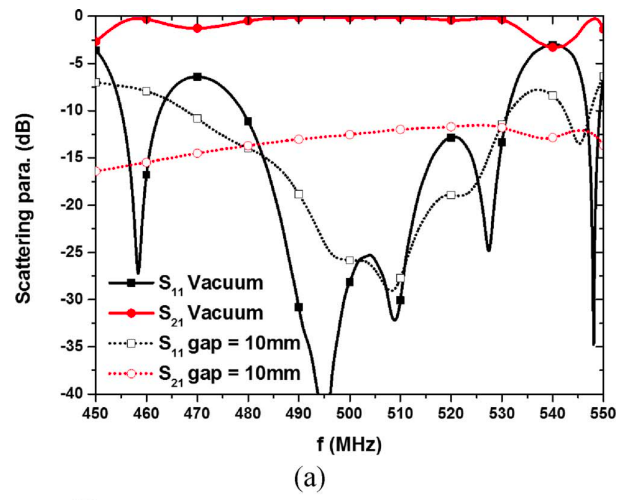 0
-5
-10
-15
-20
-25
-30
-35
-40
Scattering para. (dB)
S11 Vacuum
S21 Vacuum
S11 gap = 10mm
S21 gap = 10mm
450 460 470 480 490 500 510 520 530 540 550
f (MHz)
(a)